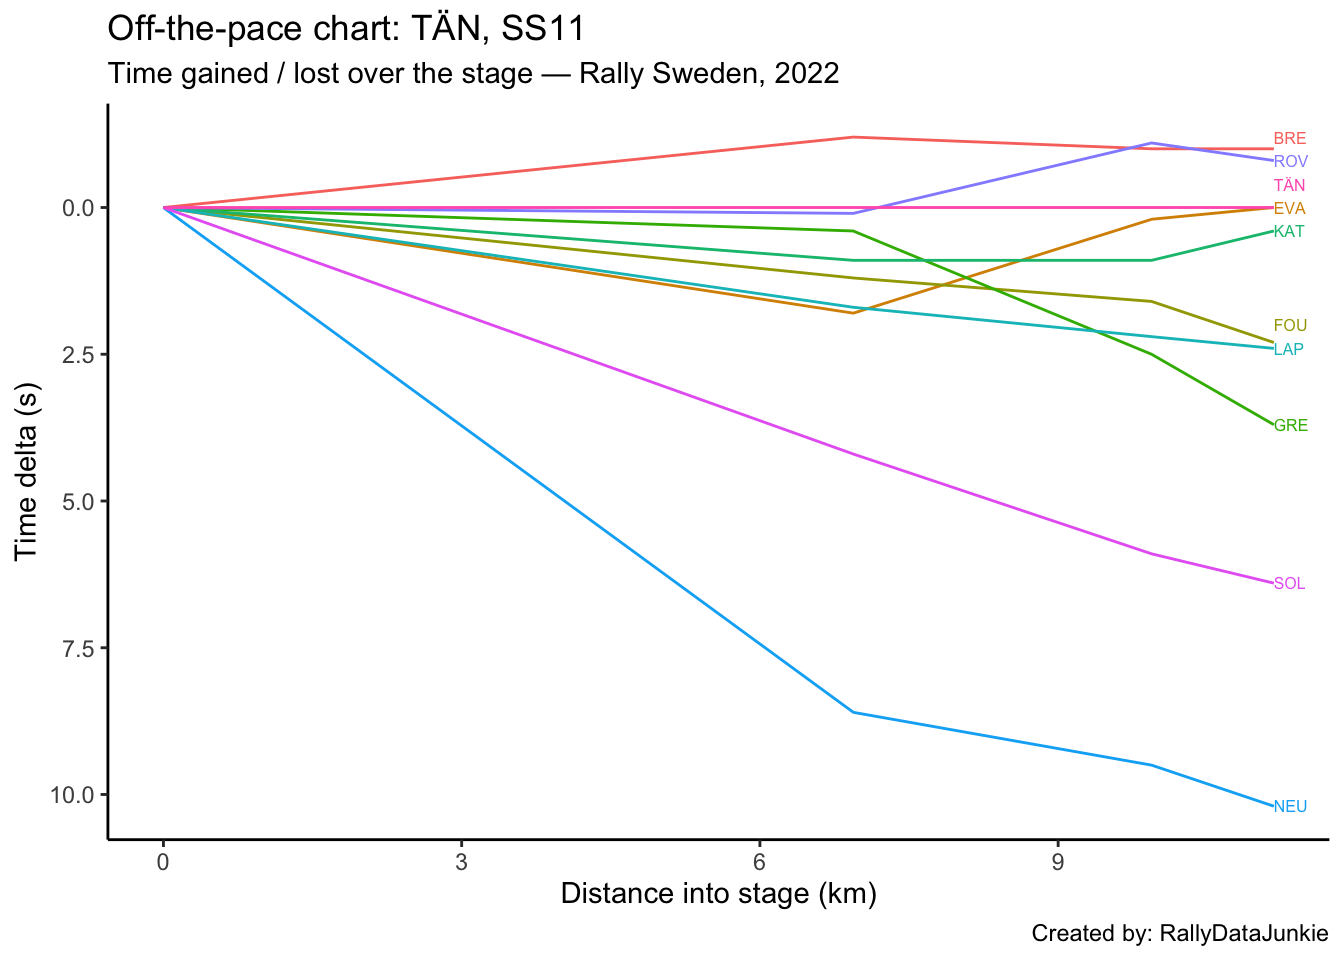 Off-the-pace chart: TÄN, SS11
Time gained / lost over the stage — Rally Sweden, 2022
BRE
ROV
TÄN
EVA
KAT
FOU
LAP
GRE
SOL
NEU
0.0
2.5
5.0
7.5
10.0
Time delta (s)
0 3 6 9
Distance into stage (km)
Created by: RallyDataJunkie